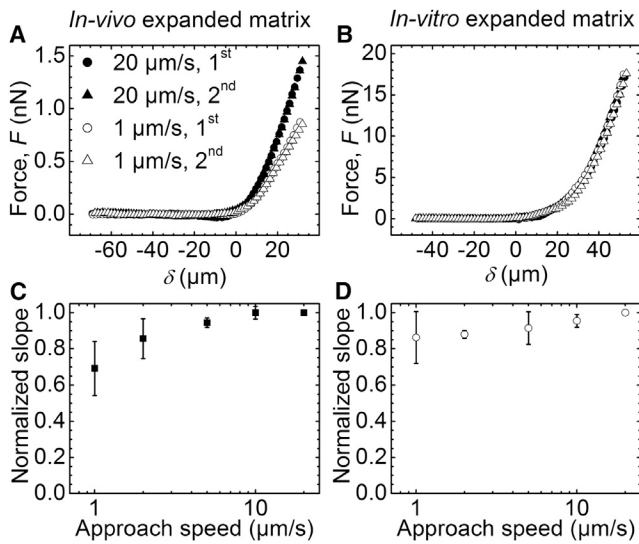 In-vivo expanded matrix
In-vitro expanded matrix
A
1.5
1.0
0.5
0.0
Force, F (nN)
20 µm/s, 1st
20 µm/s, 2nd
1 µm/s, 1st
1 µm/s, 2nd
-60 -40 -20 0 20
δ (µm)
B
20
15
10
5
0
Force, F (nN)
-40 -20 0 20 40
δ (µm)
C
1.0
0.8
0.6
0.4
0.2
0.0
Normalized slope
1 10
Approach speed (µm/s)
D
1.0
0.8
0.6
0.4
0.2
0.0
Normalized slope
1 10
Approach speed (µm/s)